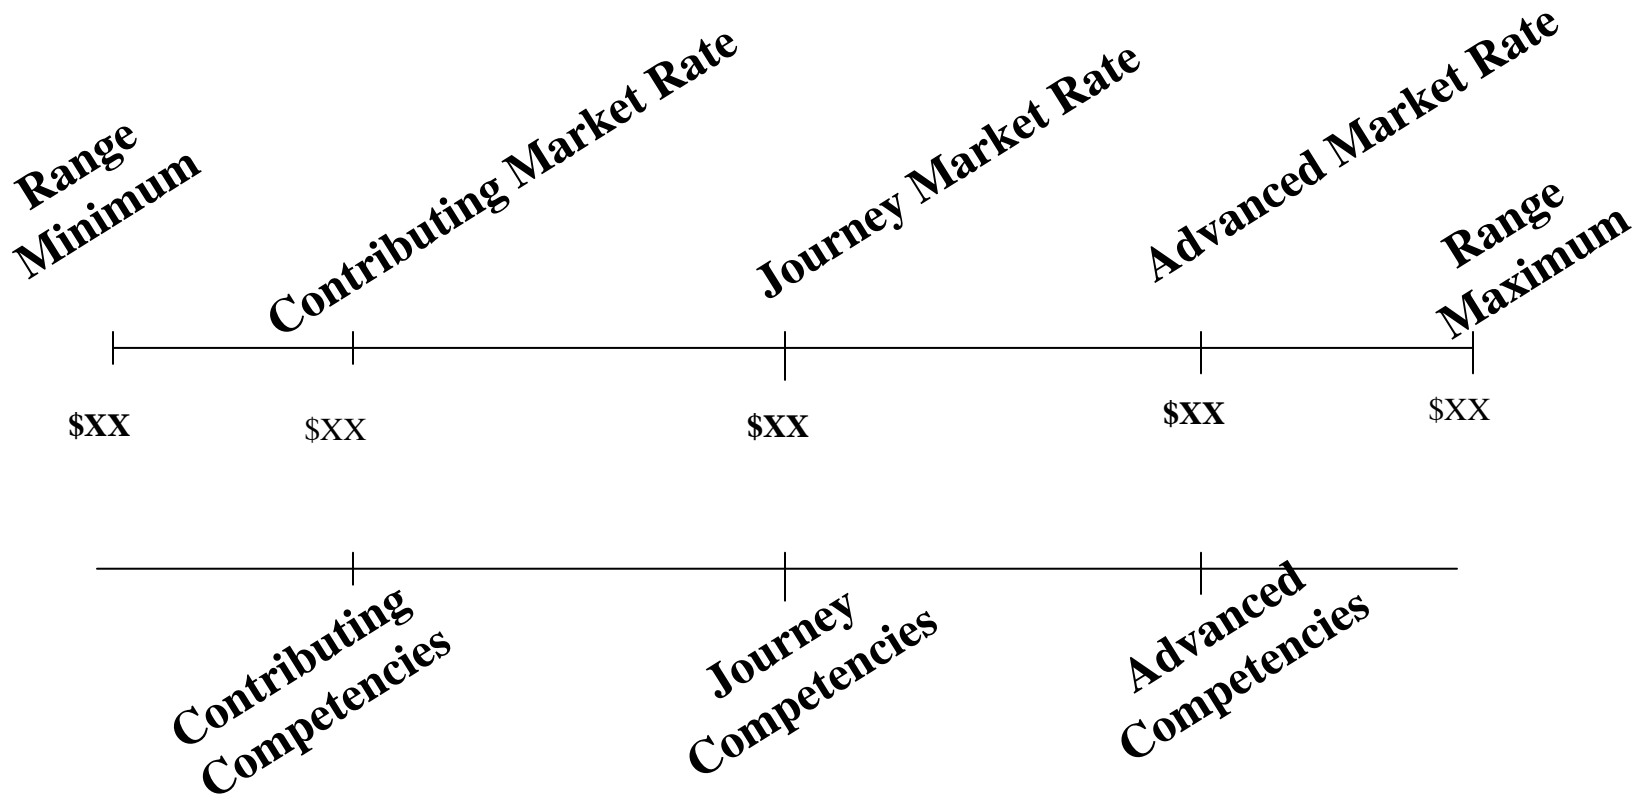 Range
Minimum
Contributing Market Rate
Journey Market Rate
Advanced Market Rate
Range
Maximum
$XX
$XX
$XX
$XX
$XX
Contributing
Competencies
Journey
Competencies
Advanced
Competencies